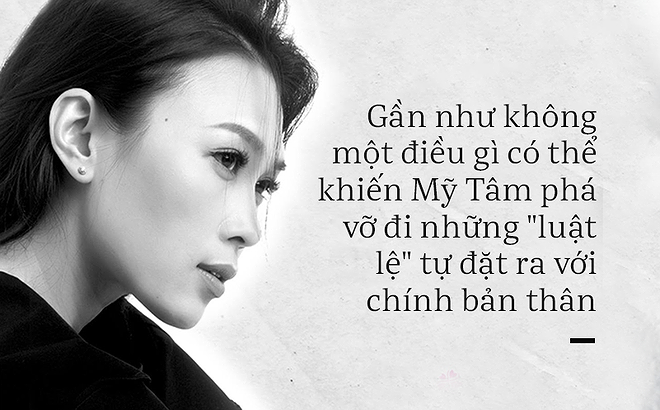 Gần như không
một điều gì có thể
khiến Mỹ Tâm phá
vỡ đi những "luật
lệ" tự đặt ra với
chính bản thân